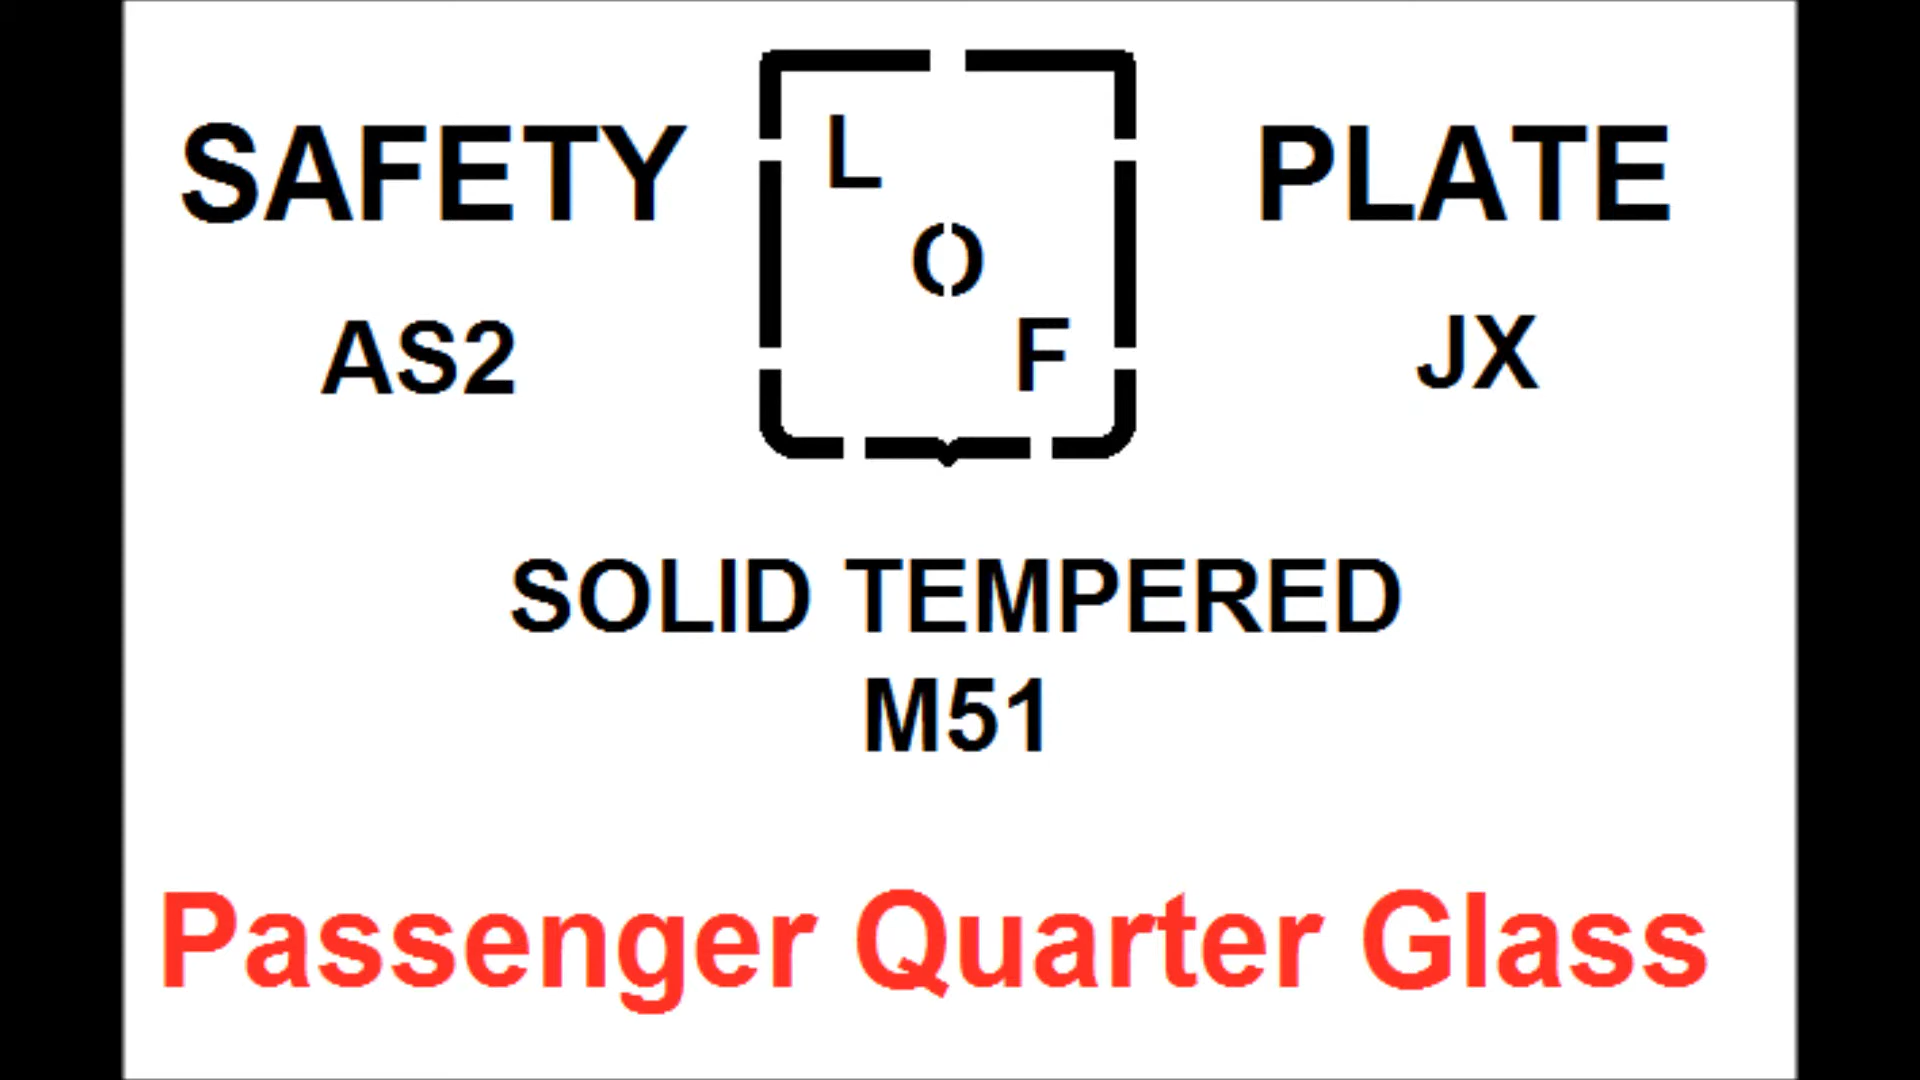 SAFETY L PLATE
O
AS2 F JX
SOLID TEMPERED
M51
Passenger Quarter Glass